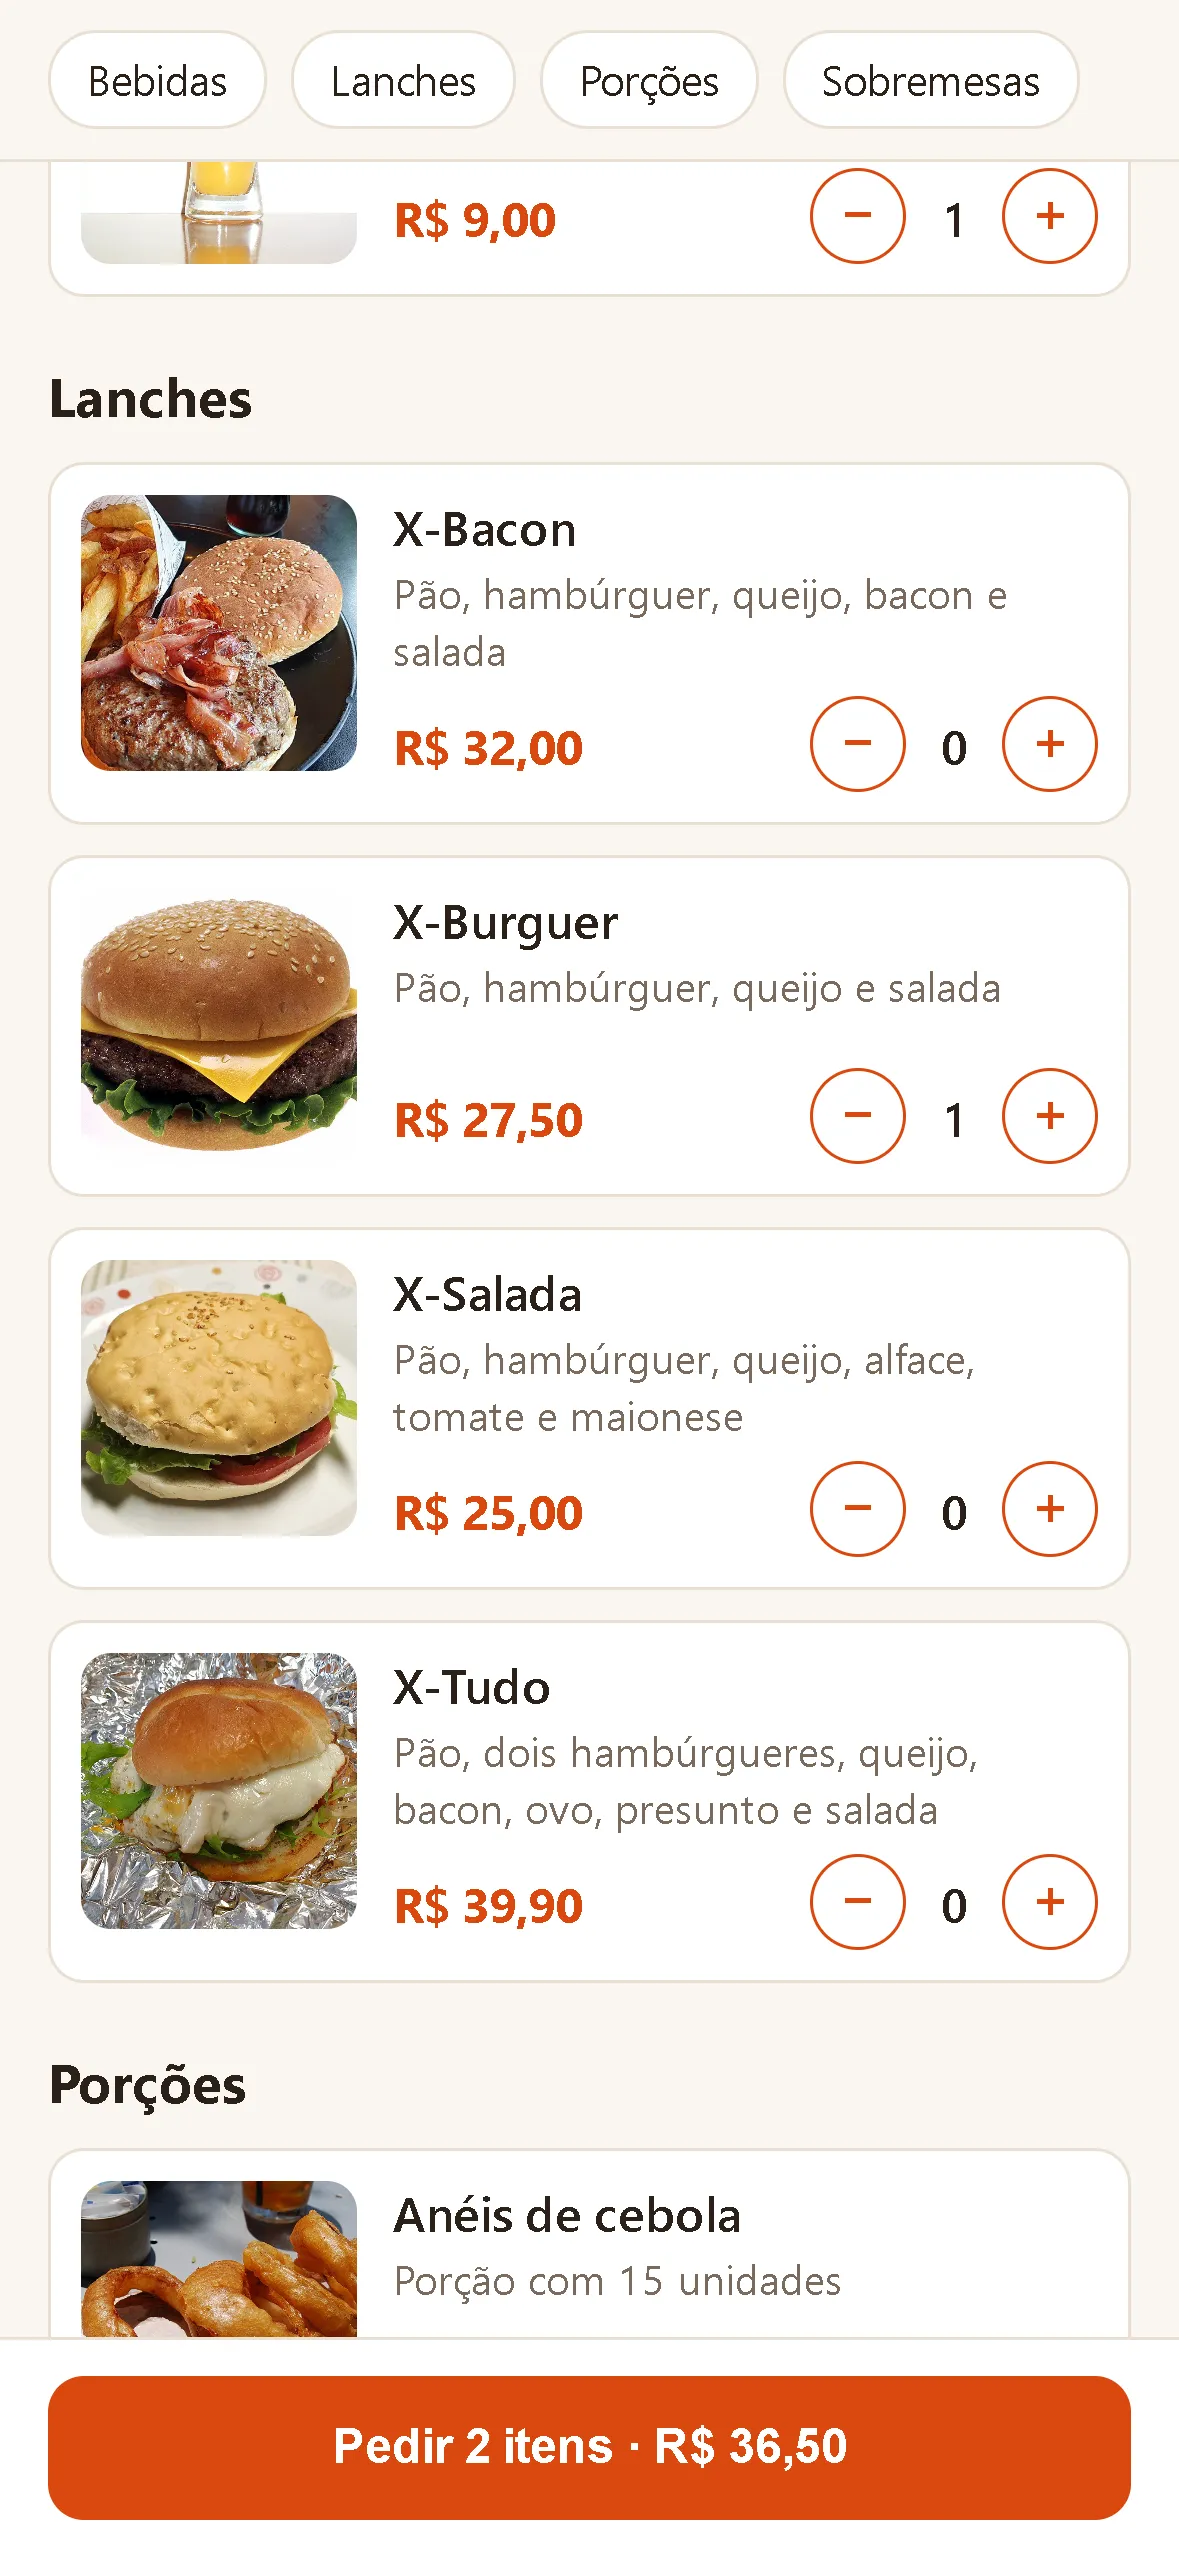 Bebidas
Lanches
Porções
Sobremesas
R$ 9,00
− 1 +
Lanches
X-Bacon
Pão, hambúrguer, queijo, bacon e
salada
R$ 32,00
− 0 +
X-Burguer
Pão, hambúrguer, queijo e salada
R$ 27,50
− 1 +
X-Salada
Pão, hambúrguer, queijo, alface,
tomate e maionese
R$ 25,00
− 0 +
X-Tudo
Pão, dois hambúrgueres, queijo,
bacon, ovo, presunto e salada
R$ 39,90
− 0 +
Porções
Anéis de cebola
Porção com 15 unidades
Pedir 2 itens · R$ 36,50